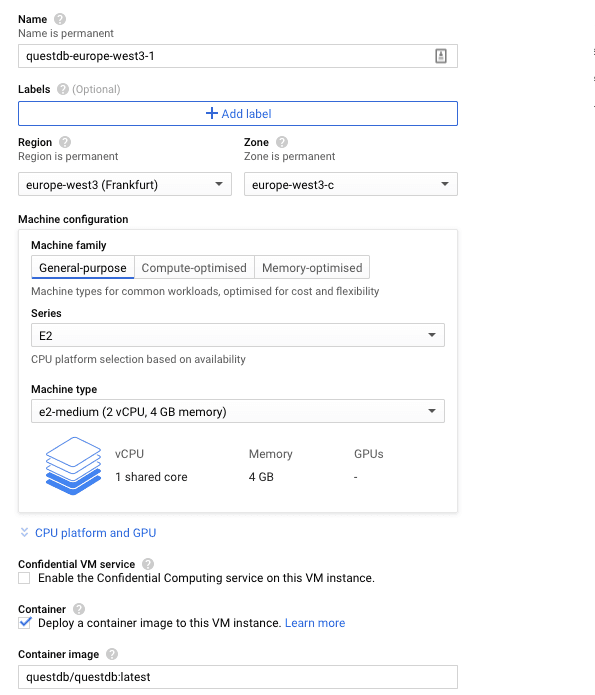 Name
Name is permanent
questdb-europe-west3-1
Labels (Optional)
Add label
Region Zone
Region is permanent Zone is permanent
europe-west3 (Frankfurt) europe-west3-c
Machine configuration
Machine family
General-purpose Compute-optimised Memory-optimised
Machine types for common workloads, optimised for cost and flexibility
Series
E2
CPU platform selection based on availability
Machine type
e2-medium (2 vCPU, 4 GB memory)
vCPU Memory GPUs
1 shared core 4 GB -
CPU platform and GPU
Confidential VM service
Enable the Confidential Computing service on this VM instance.
Container
Deploy a container image to this VM instance. Learn more
Container image
questdb/questdb:latest